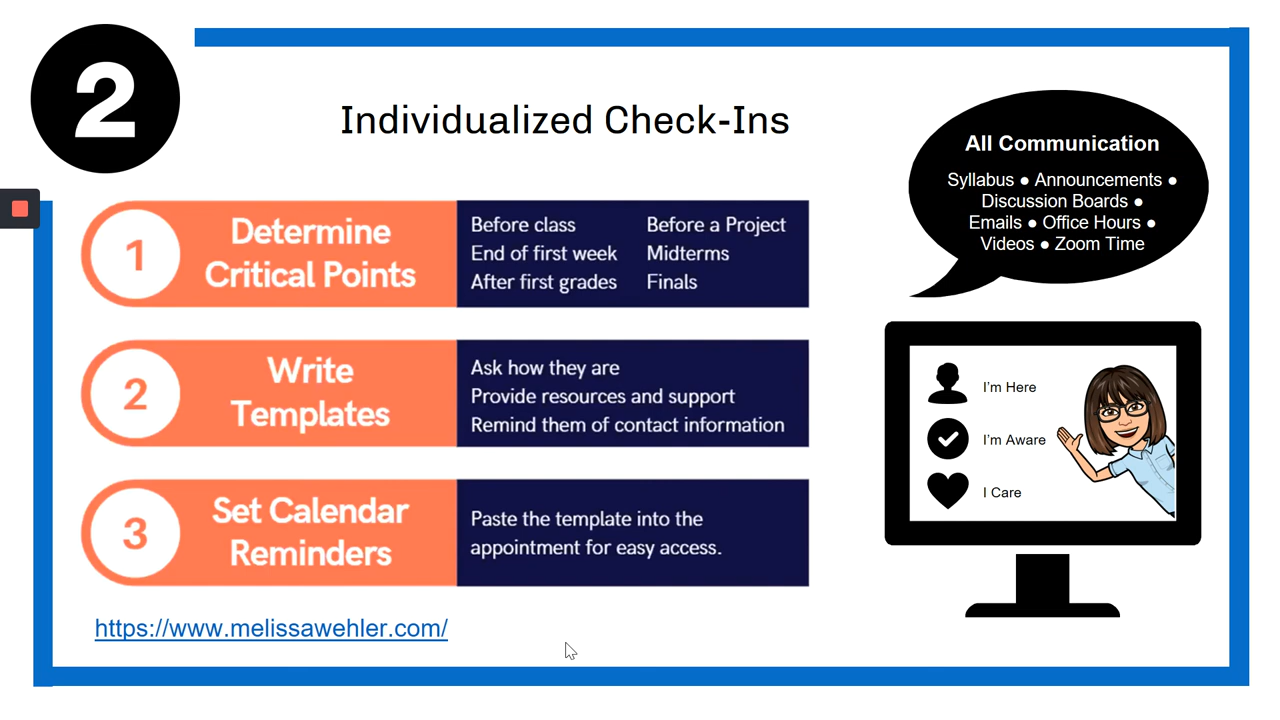 2
Individualized Check-Ins
1
Determine
Critical Points
Before class
End of first week
After first grades
Before a Project
Midterms
Finals
2
Write
Templates
Ask how they are
Provide resources and support
Remind them of contact information
3
Set Calendar
Reminders
Paste the template into the
appointment for easy access.
https://www.melissawehler.com/
All Communication
Syllabus ● Announcements ●
Discussion Boards ●
Emails ● Office Hours ●
Videos ● Zoom Time
I'm Here
I'm Aware
I Care